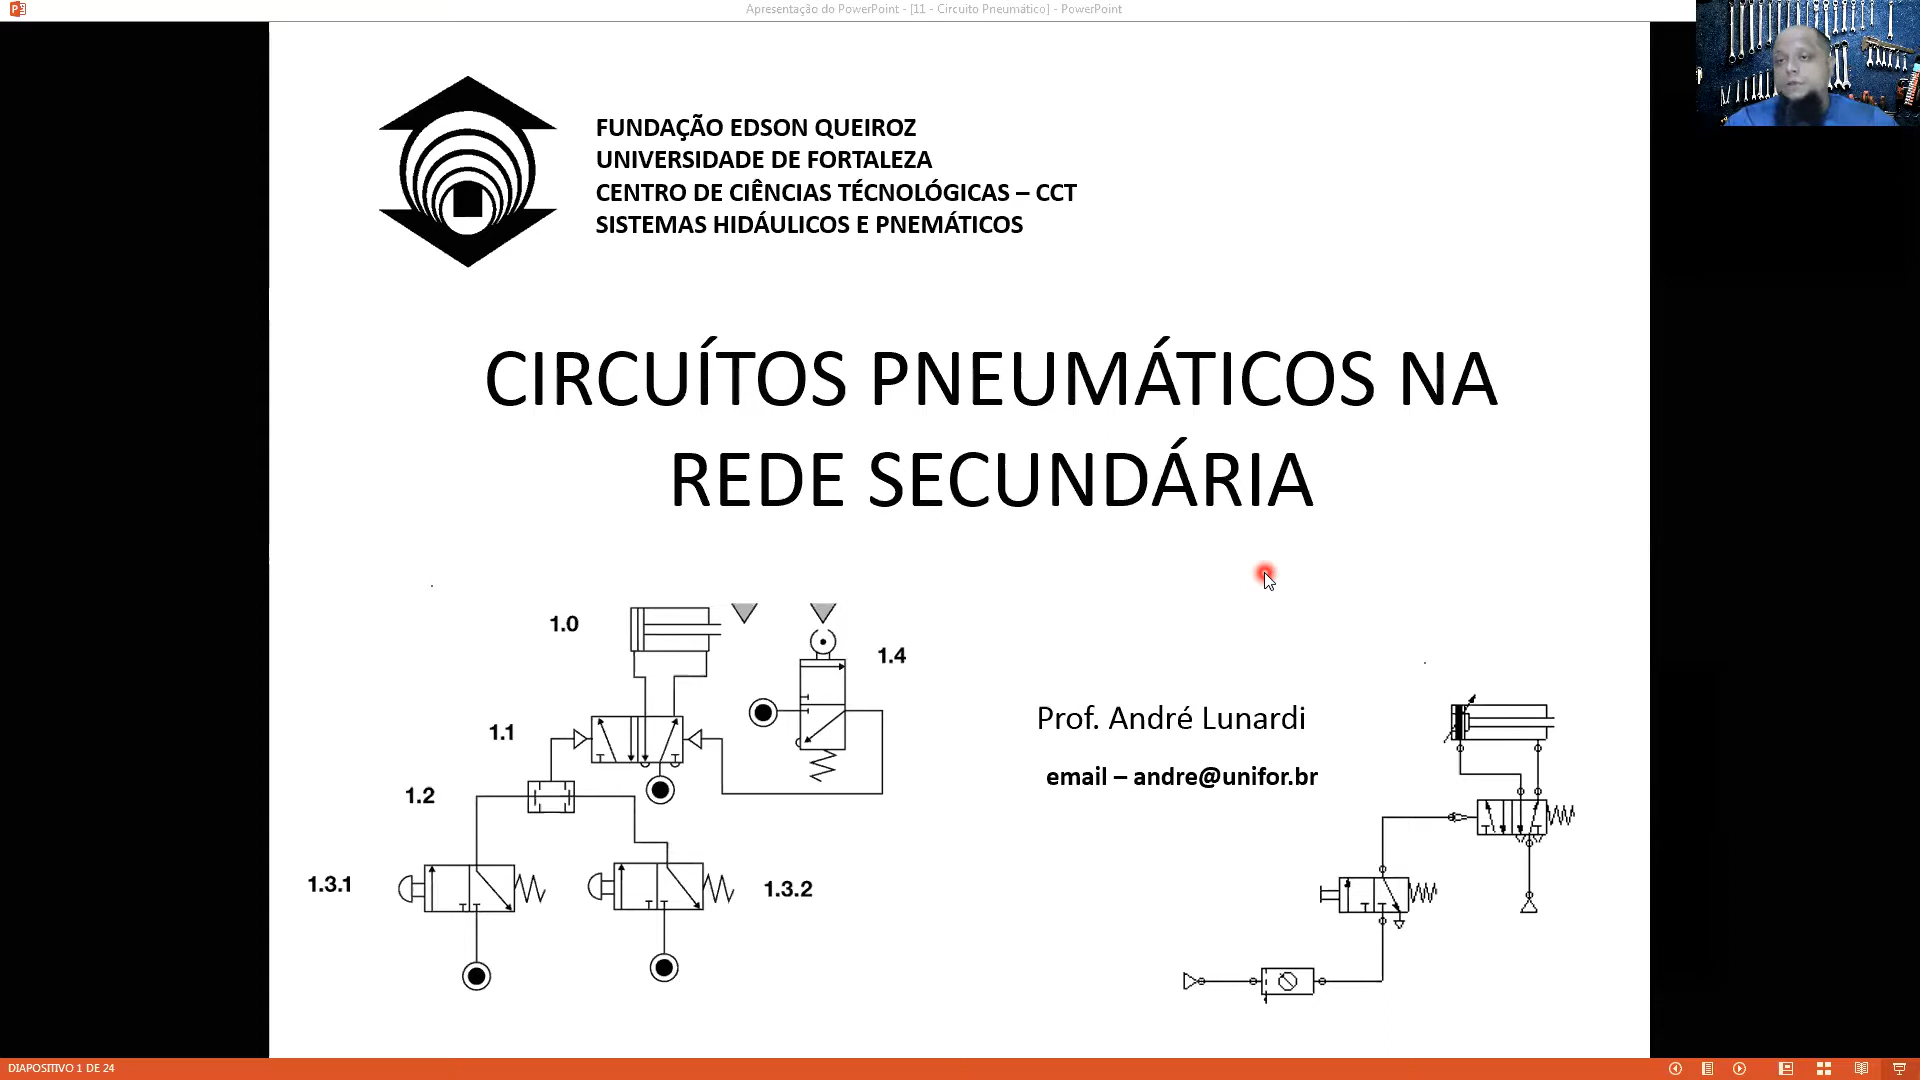 Apresentação do PowerPoint - [11 - Circuito Pneumático] - PowerPoint
FUNDAÇÃO EDSON QUEIROZ
UNIVERSIDADE DE FORTALEZA
CENTRO DE CIÊNCIAS TÉCNOLÓGICAS – CCT
SISTEMAS HIDÁULICOS E PNEMÁTICOS
CIRCUÍTOS PNEUMÁTICOS NA
REDE SECUNDÁRIA
1.0
1.4
1.1
1.2
1.3.1
1.3.2
Prof. André Lunardi
email – andre@unifor.br
DIAPOSITIVO 1 DE 24